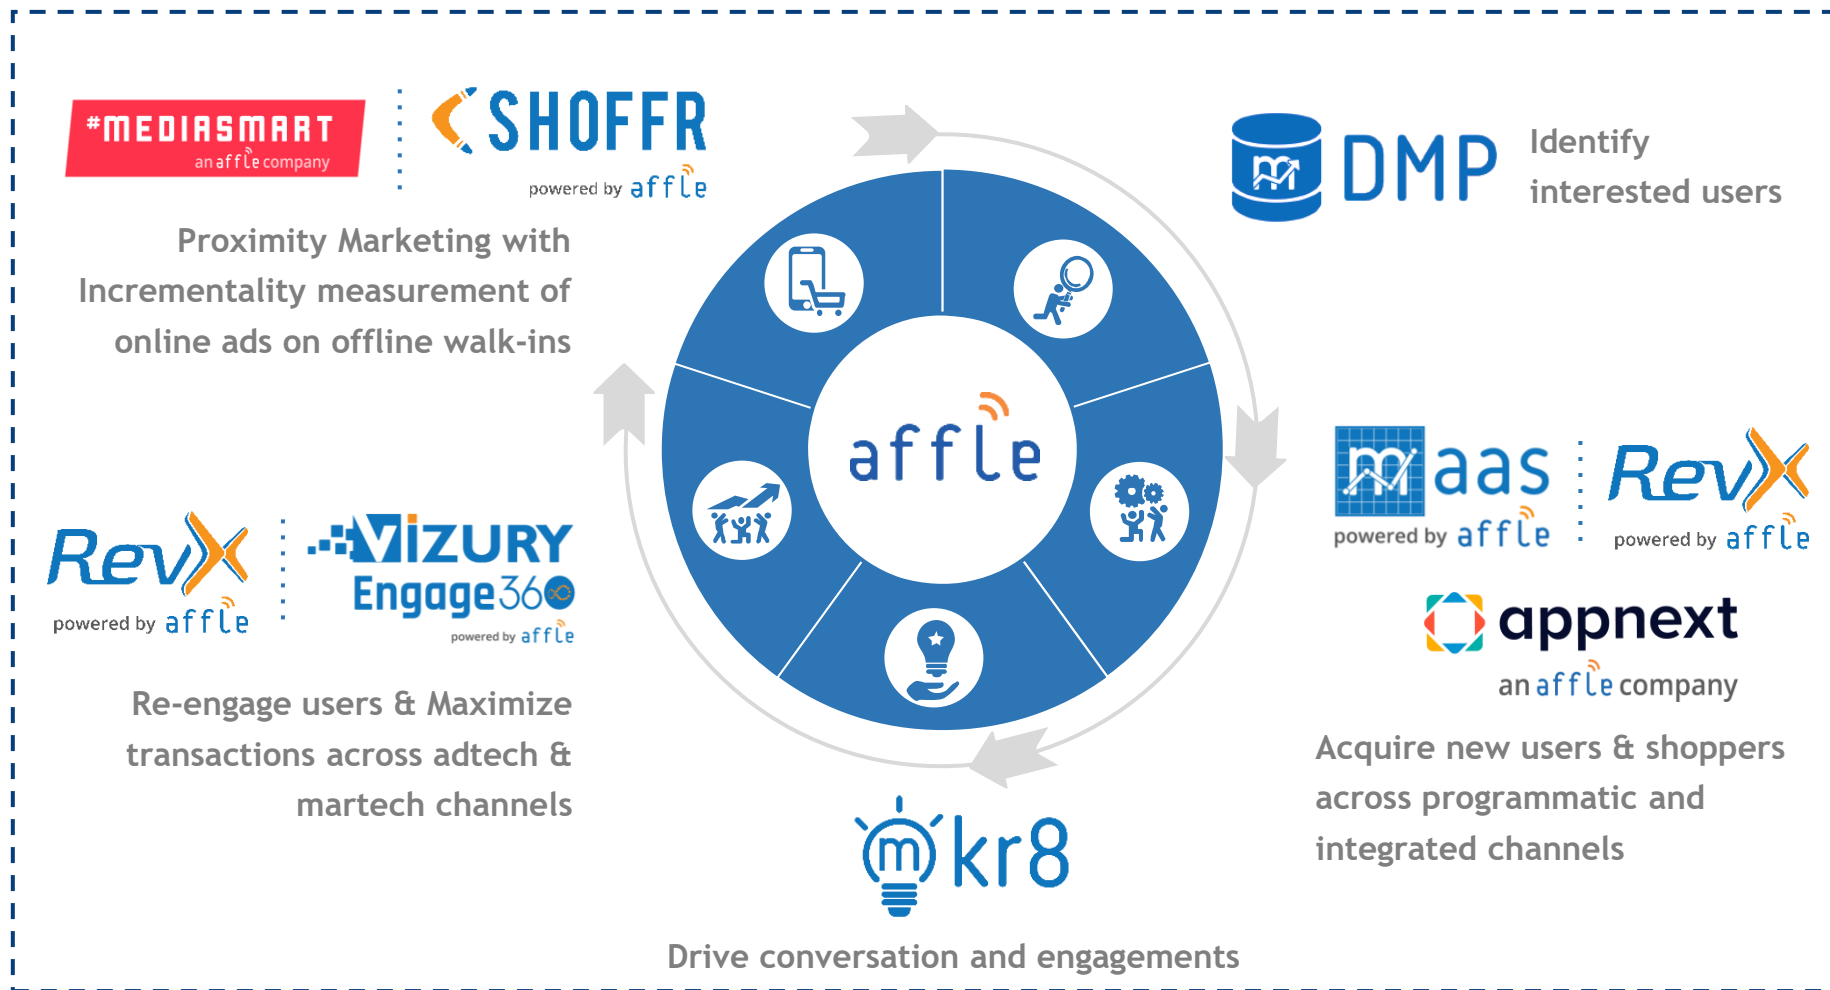 #MEDIASMART
an affle company
SHOFFR
powered by affle
Proximity Marketing with
Incrementality measurement of
online ads on offline walk-ins
m DMP
Identify
interested users
affle
maas
powered by affle
RevX
powered by affle
appnext
an affle company
Acquire new users & shoppers
across programmatic and
integrated channels
RevX
powered by affle
VIZURY
Engage360
powered by affle
Re-engage users & Maximize
transactions across adtech &
martech channels
mkr8
Drive conversation and engagements